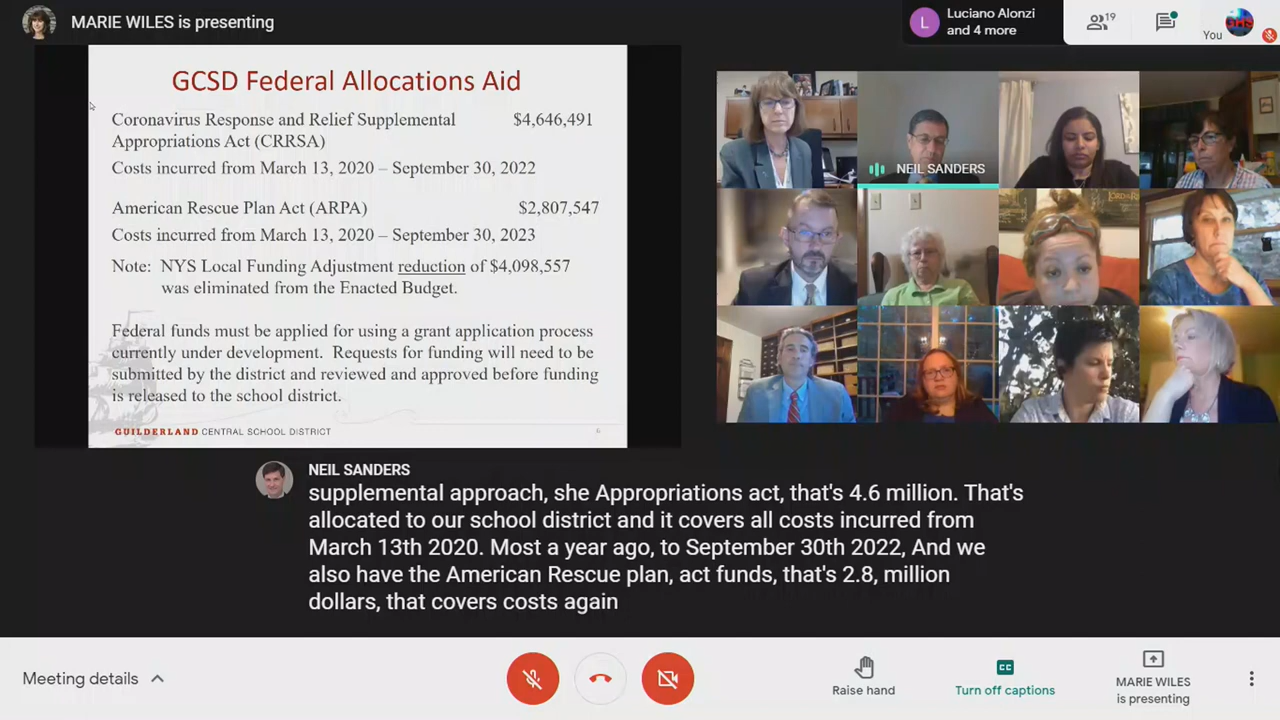 MARIE WILES is presenting
Luciano Alonzi
and 4 more
19
You
L
GCSD Federal Allocations Aid
Coronavirus Response and Relief Supplemental $4,646,491
Appropriations Act (CRRSA)
Costs incurred from March 13, 2020 – September 30, 2022
American Rescue Plan Act (ARPA) $2,807,547
Costs incurred from March 13, 2020 – September 30, 2023
Note: NYS Local Funding Adjustment reduction of $4,098,557
was eliminated from the Enacted Budget.
Federal funds must be applied for using a grant application process
currently under development. Requests for funding will need to be
submitted by the district and reviewed and approved before funding
is released to the school district.
GUILDERLAND CENTRAL SCHOOL DISTRICT
6
NEIL SANDERS
NEIL SANDERS
supplemental approach, she Appropriations act, that's 4.6 million. That's
allocated to our school district and it covers all costs incurred from
March 13th 2020. Most a year ago, to September 30th 2022, And we
also have the American Rescue plan, act funds, that's 2.8, million
dollars, that covers costs again
Meeting details
Raise hand
CC
Turn off captions
MARIE WILES
is presenting